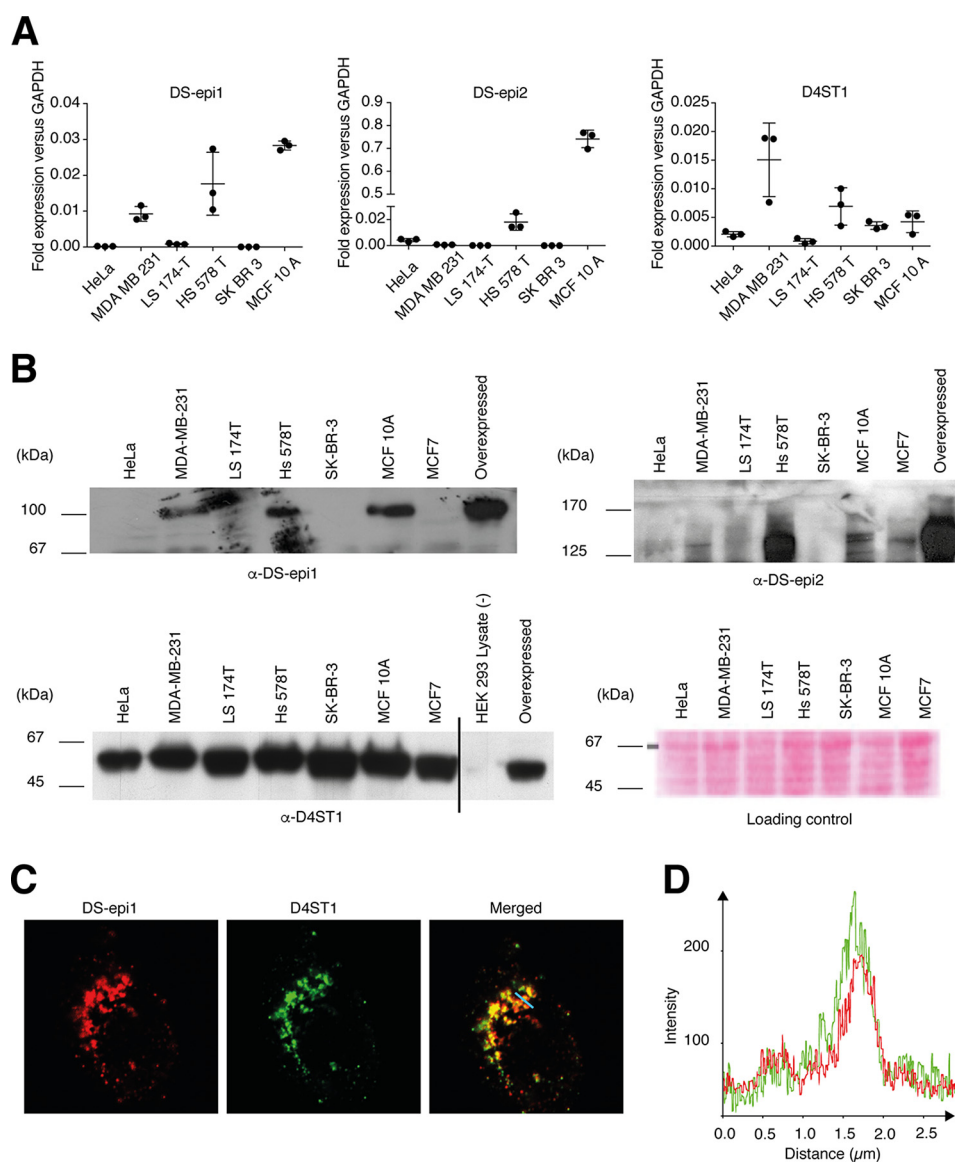 A
DS-epi1
Fold expression versus GAPDH
0.04
0.03
0.02
0.01
0.00
HeLa
MDA MB 231
LS 174-T
HS 578 T
SK BR 3
MCF 10 A
DS-epi2
Fold expression versus GAPDH
0.9
0.8
0.7
0.6
0.5
0.02
0.00
HeLa
MDA MB 231
LS 174-T
HS 578 T
SK BR 3
MCF 10 A
D4ST1
Fold expression versus GAPDH
0.025
0.020
0.015
0.010
0.005
0.000
HeLa
MDA MB 231
LS 174-T
HS 578 T
SK BR 3
MCF 10 A
B
(kDa)
HeLa
MDA-MB-231
LS 174T
Hs 578T
SK-BR-3
MCF 10A
MCF7
Overexpressed
100
67
α-DS-epi1
(kDa)
HeLa
MDA-MB-231
LS 174T
Hs 578T
SK-BR-3
MCF 10A
MCF7
Overexpressed
170
125
α-DS-epi2
(kDa)
HeLa
MDA-MB-231
LS 174T
Hs 578T
SK-BR-3
MCF 10A
MCF7
HEK 293 Lysate (-)
Overexpressed
67
45
α-D4ST1
(kDa)
HeLa
MDA-MB-231
LS 174T
Hs 578T
SK-BR-3
MCF 10A
MCF7
67
45
Loading control
C
DS-epi1
D4ST1
Merged
D
Intensity
200
100
0.0 0.5 1.0 1.5 2.0 2.5
Distance (µm)